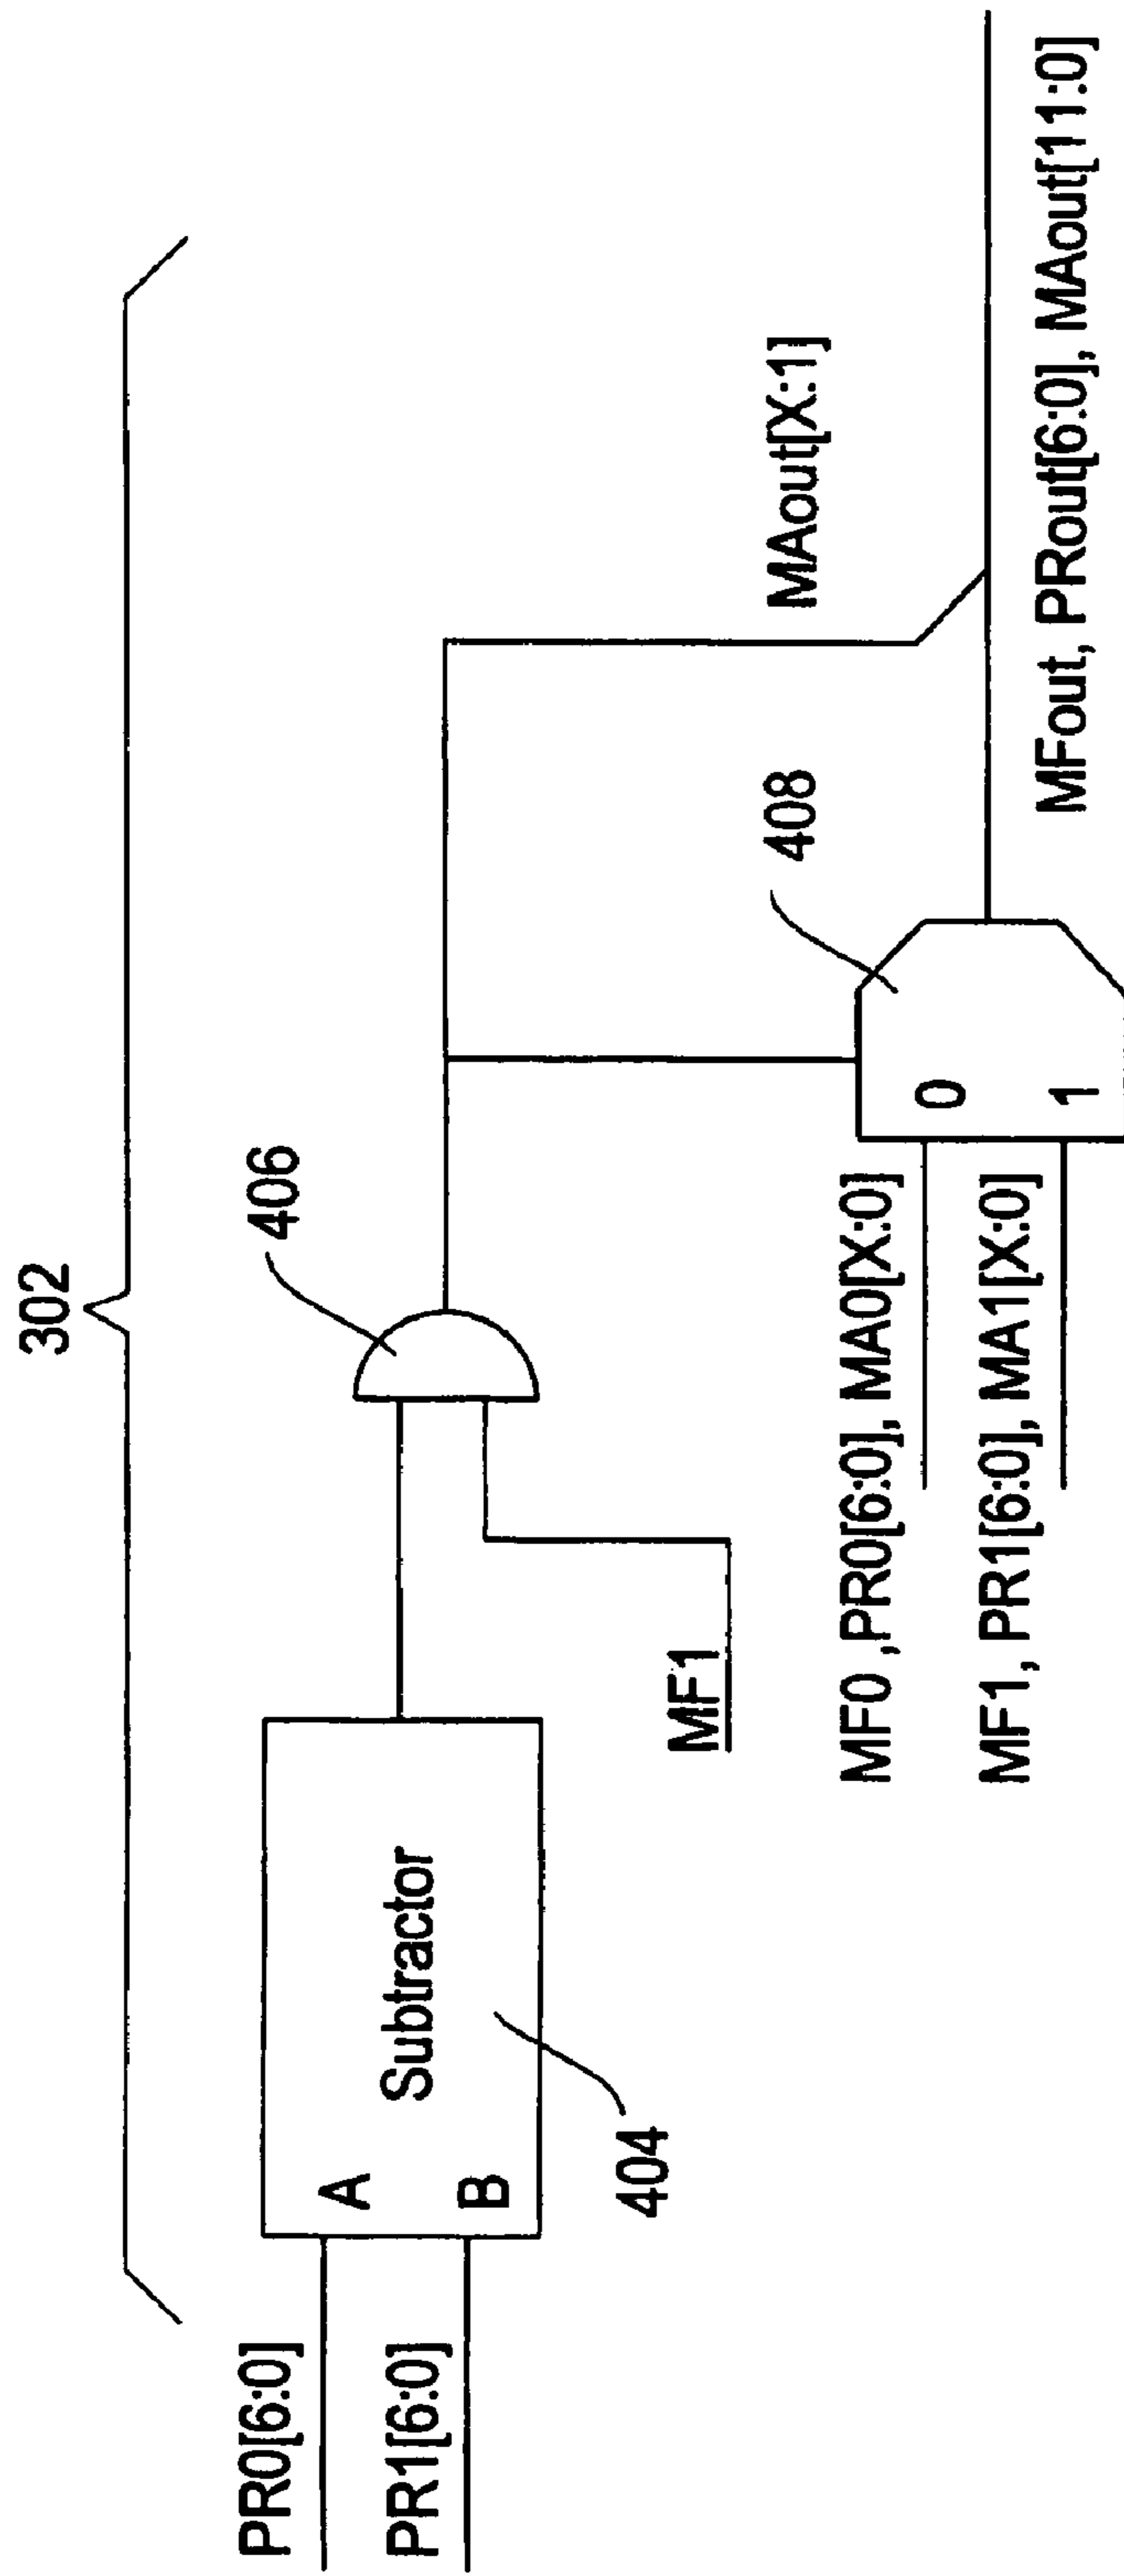 302
PR0[6:0]
PR1[6:0]
A
B
Subtractor
404
406
MF1
MAout[X:1]
408
MF0 ,PR0[6:0], MA0[X:0]
MF1, PR1[6:0], MA1[X:0]
0
1
MFout, PRout[6:0], MAout[11:0]